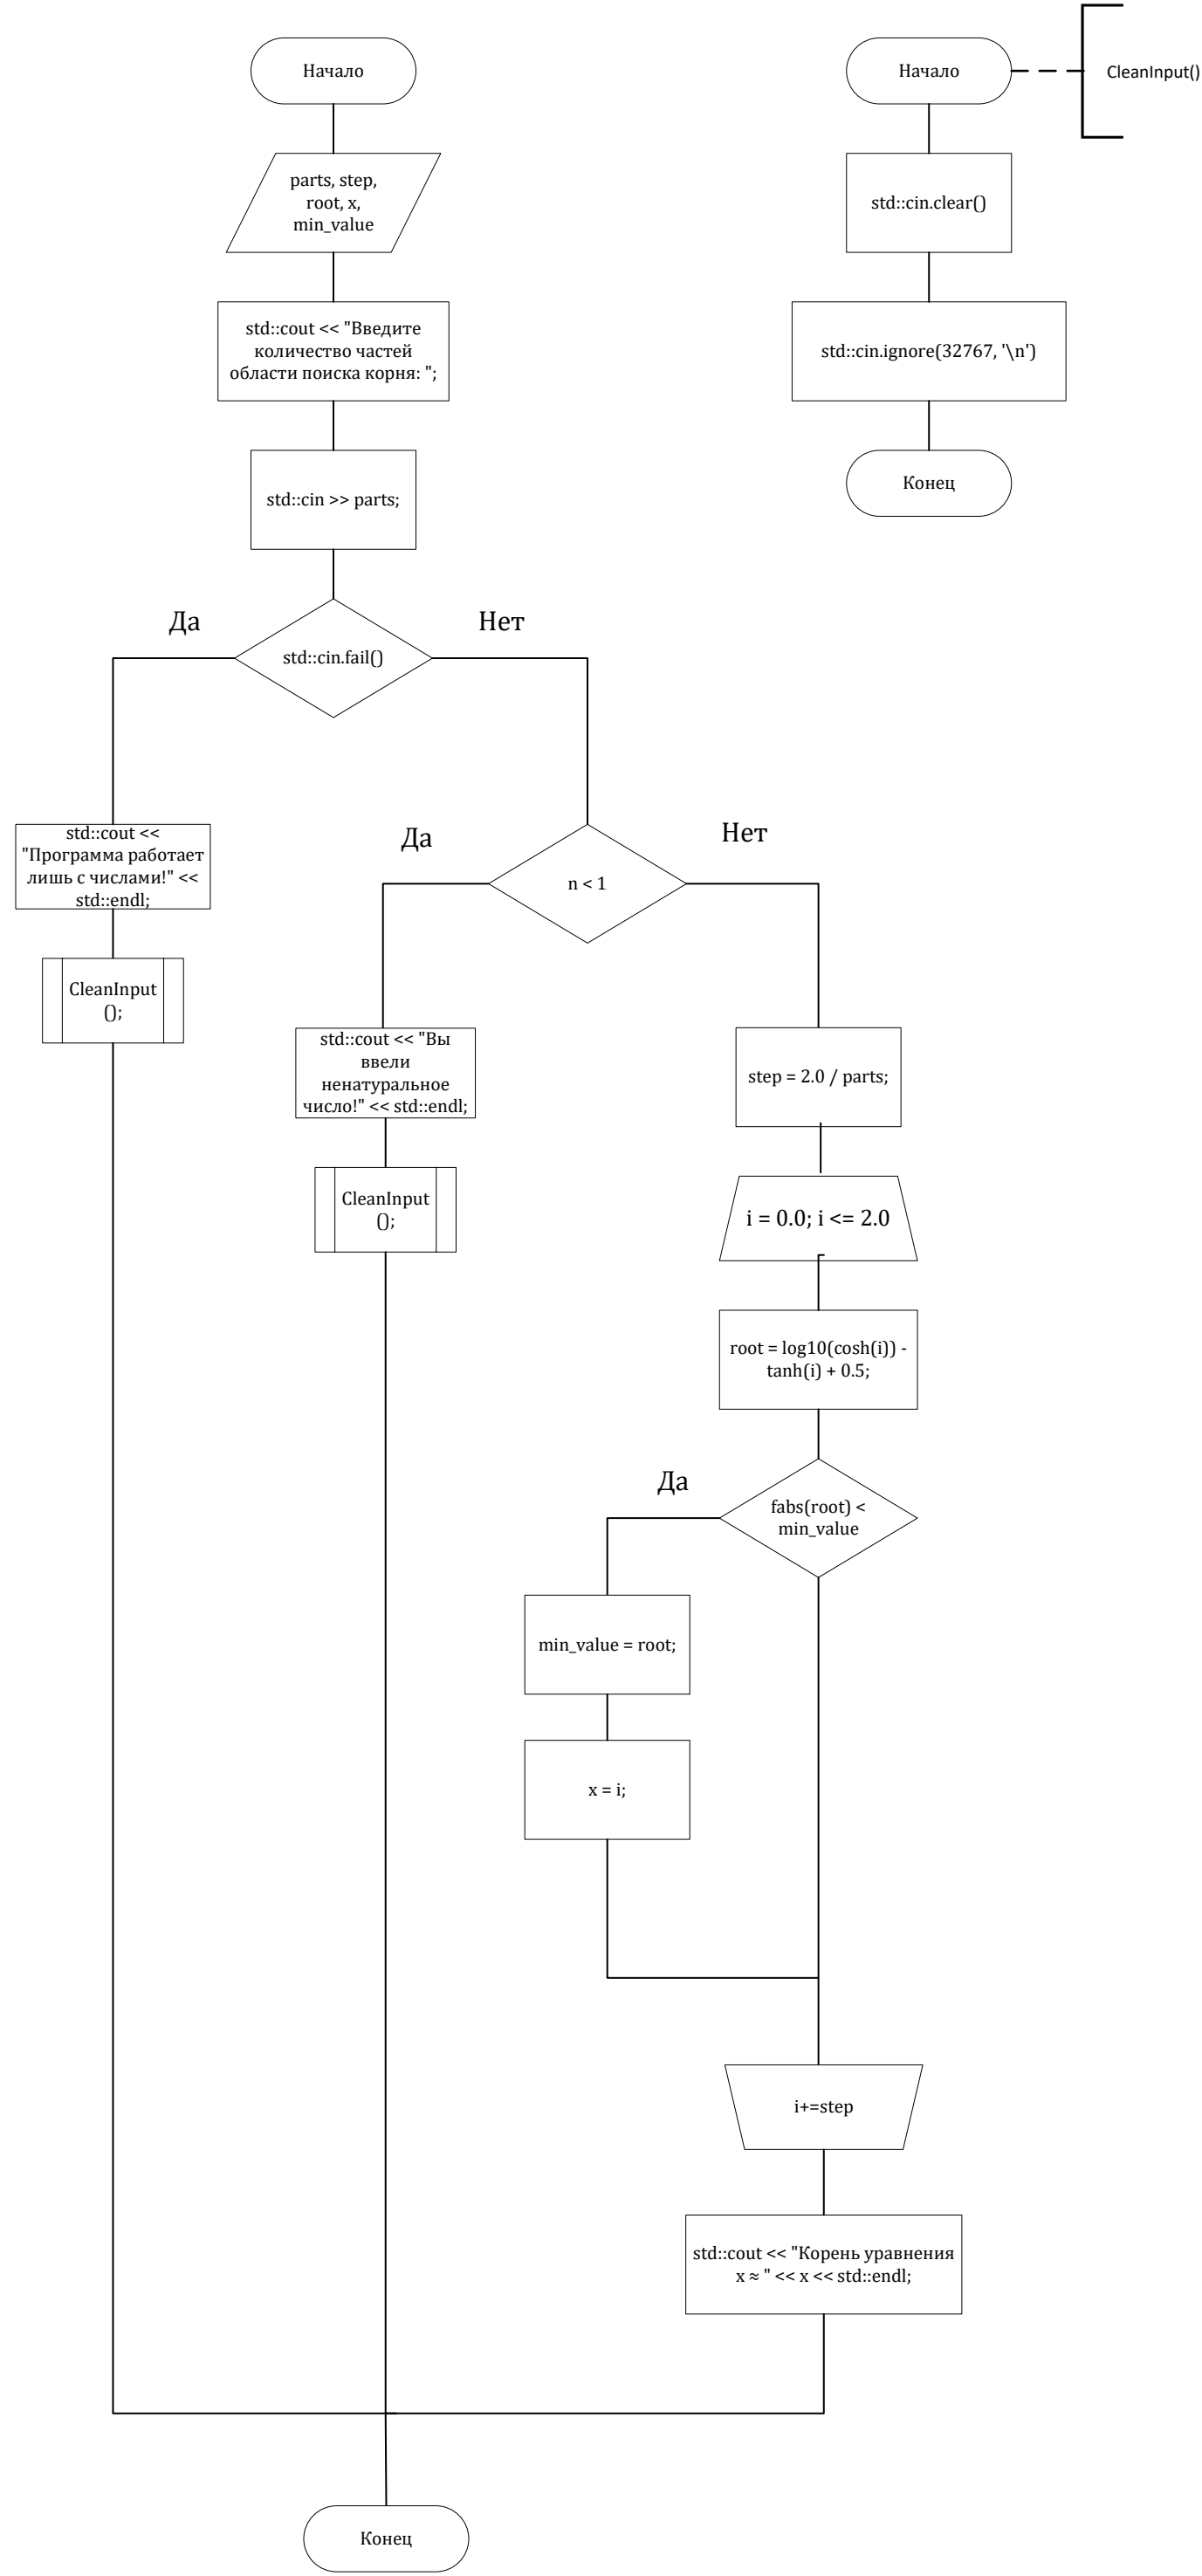 Начало
parts, step,
root, x,
min_value
std::cout << "Введите
количество частей
области поиска корня: ";
std::cin >> parts;
Да
Нет
std::cin.fail()
std::cout <<
"Программа работает
лишь с числами!" <<
std::endl;
CleanInput
();
Да
Нет
n < 1
std::cout << "Вы
ввели
ненатуральное
число!" << std::endl;
CleanInput
();
step = 2.0 / parts;
i = 0.0; i <= 2.0
root = log10(cosh(i)) -
tanh(i) + 0.5;
Да
fabs(root) <
min_value
min_value = root;
x = i;
i+=step
std::cout << "Корень уравнения
x ≈ " << x << std::endl;
Конец
Начало
CleanInput()
std::cin.clear()
std::cin.ignore(32767, '\n')
Конец